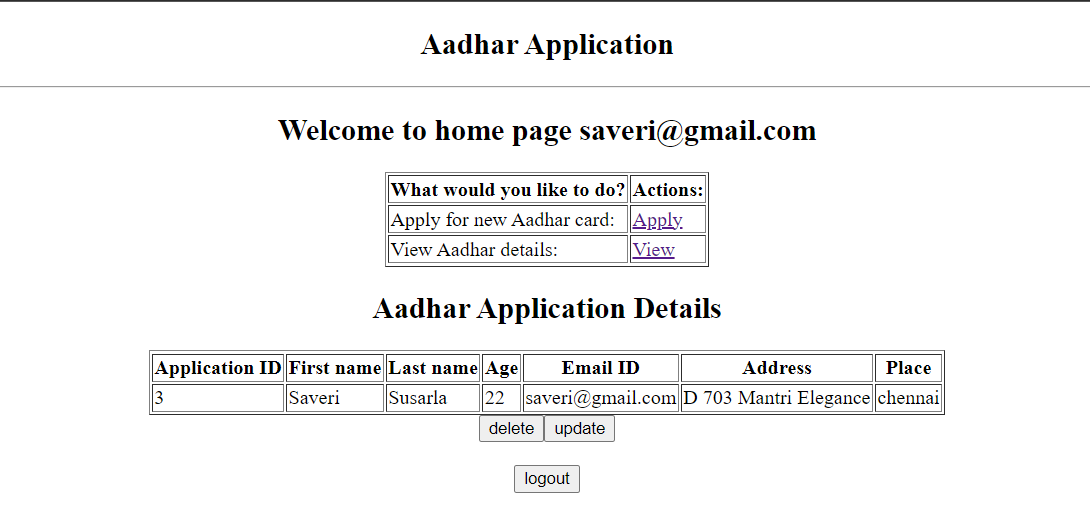 Aadhar Application
Welcome to home page saveri@gmail.com
What would you like to do? Actions:
Apply for new Aadhar card: Apply
View Aadhar details: View
Aadhar Application Details
Application ID First name Last name Age Email ID Address Place
3 Saveri Susarla 22 saveri@gmail.com D 703 Mantri Elegance chennai
delete update
logout